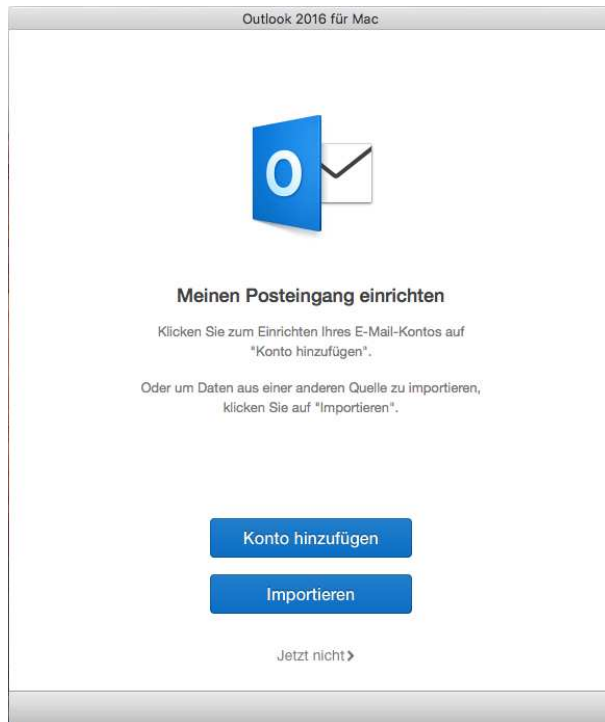 Outlook 2016 für Mac
O
Meinen Posteingang einrichten
Klicken Sie zum Einrichten Ihres E-Mail-Kontos auf
"Konto hinzufügen".
Oder um Daten aus einer anderen Quelle zu importieren,
klicken Sie auf "Importieren".
Konto hinzufügen
Importieren
Jetzt nicht